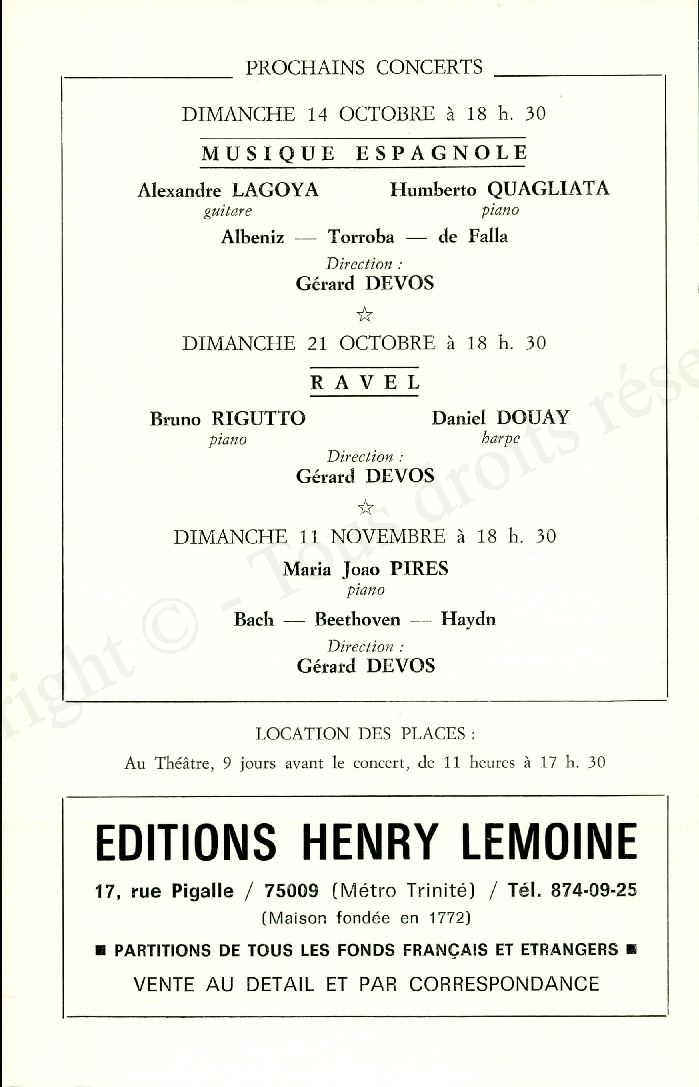 PROCHAINS CONCERTS
DIMANCHE 14 OCTOBRE à 18 h. 30
MUSIQUE ESPAGNOLE
Alexandre LAGOYA Humberto QUAGLIATA
guitare piano
Albeniz — Torroba — de Falla
Direction :
Gérard DEVOS
☆
DIMANCHE 21 OCTOBRE à 18 h. 30
RAVEL
Bruno RIGUTTO Daniel DOUAY
piano harpe
Direction :
Gérard DEVOS
☆
DIMANCHE 11 NOVEMBRE à 18 h. 30
Maria Joao PIRES
piano
Bach — Beethoven — Haydn
Direction :
Gérard DEVOS
LOCATION DES PLACES :
Au Théâtre, 9 jours avant le concert, de 11 heures à 17 h. 30
EDITIONS HENRY LEMOINE
17, rue Pigalle / 75009 (Métro Trinité) / Tél. 874-09-25
(Maison fondée en 1772)
■ PARTITIONS DE TOUS LES FONDS FRANÇAIS ET ETRANGERS ■
VENTE AU DETAIL ET PAR CORRESPONDANCE
right © - Tous droits rése